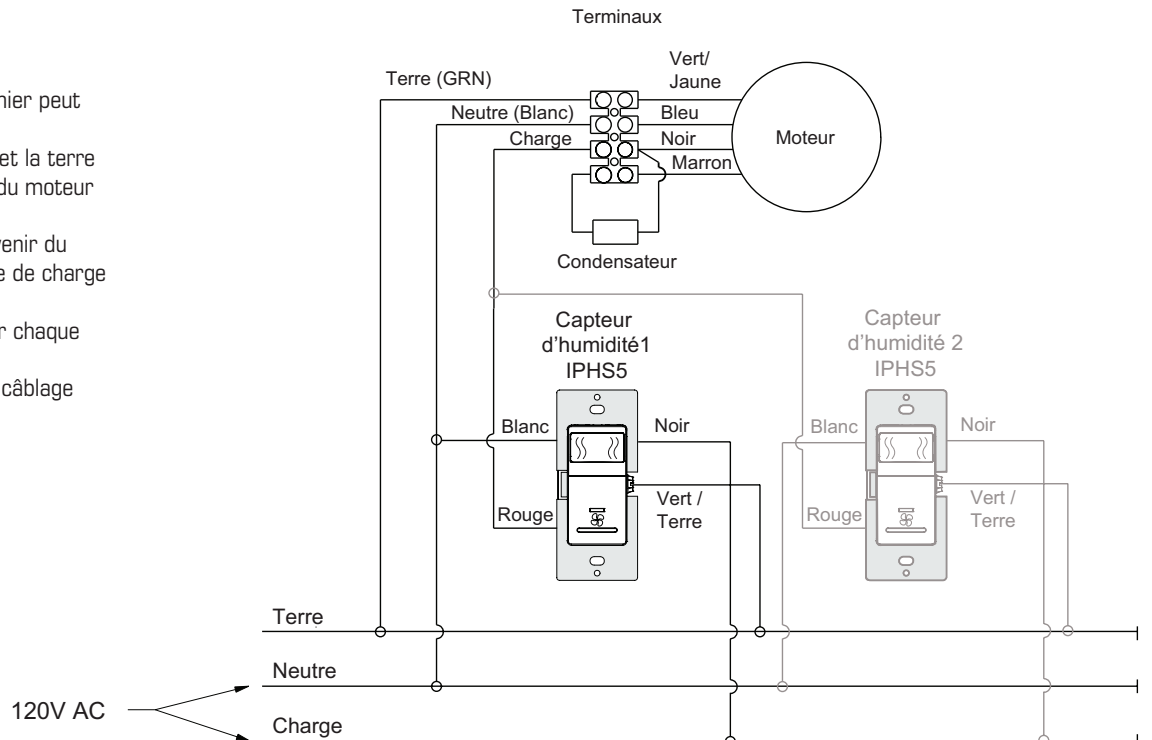 Terminaux
Vert/
Jaune
Terre (GRN)
Neutre (Blanc)
Bleu
Charge
Noir
Marron
Moteur
Condensateur
nier peut
et la terre
du moteur
venir du
e de charge
r chaque
câblage
Capteur
d'humidité1
IPHS5
Capteur
d'humidité 2
IPHS5
Blanc
Noir
Rouge
Vert /
Terre
Blanc
Noir
Rouge
Vert /
Terre
Terre
Neutre
120V AC
Charge